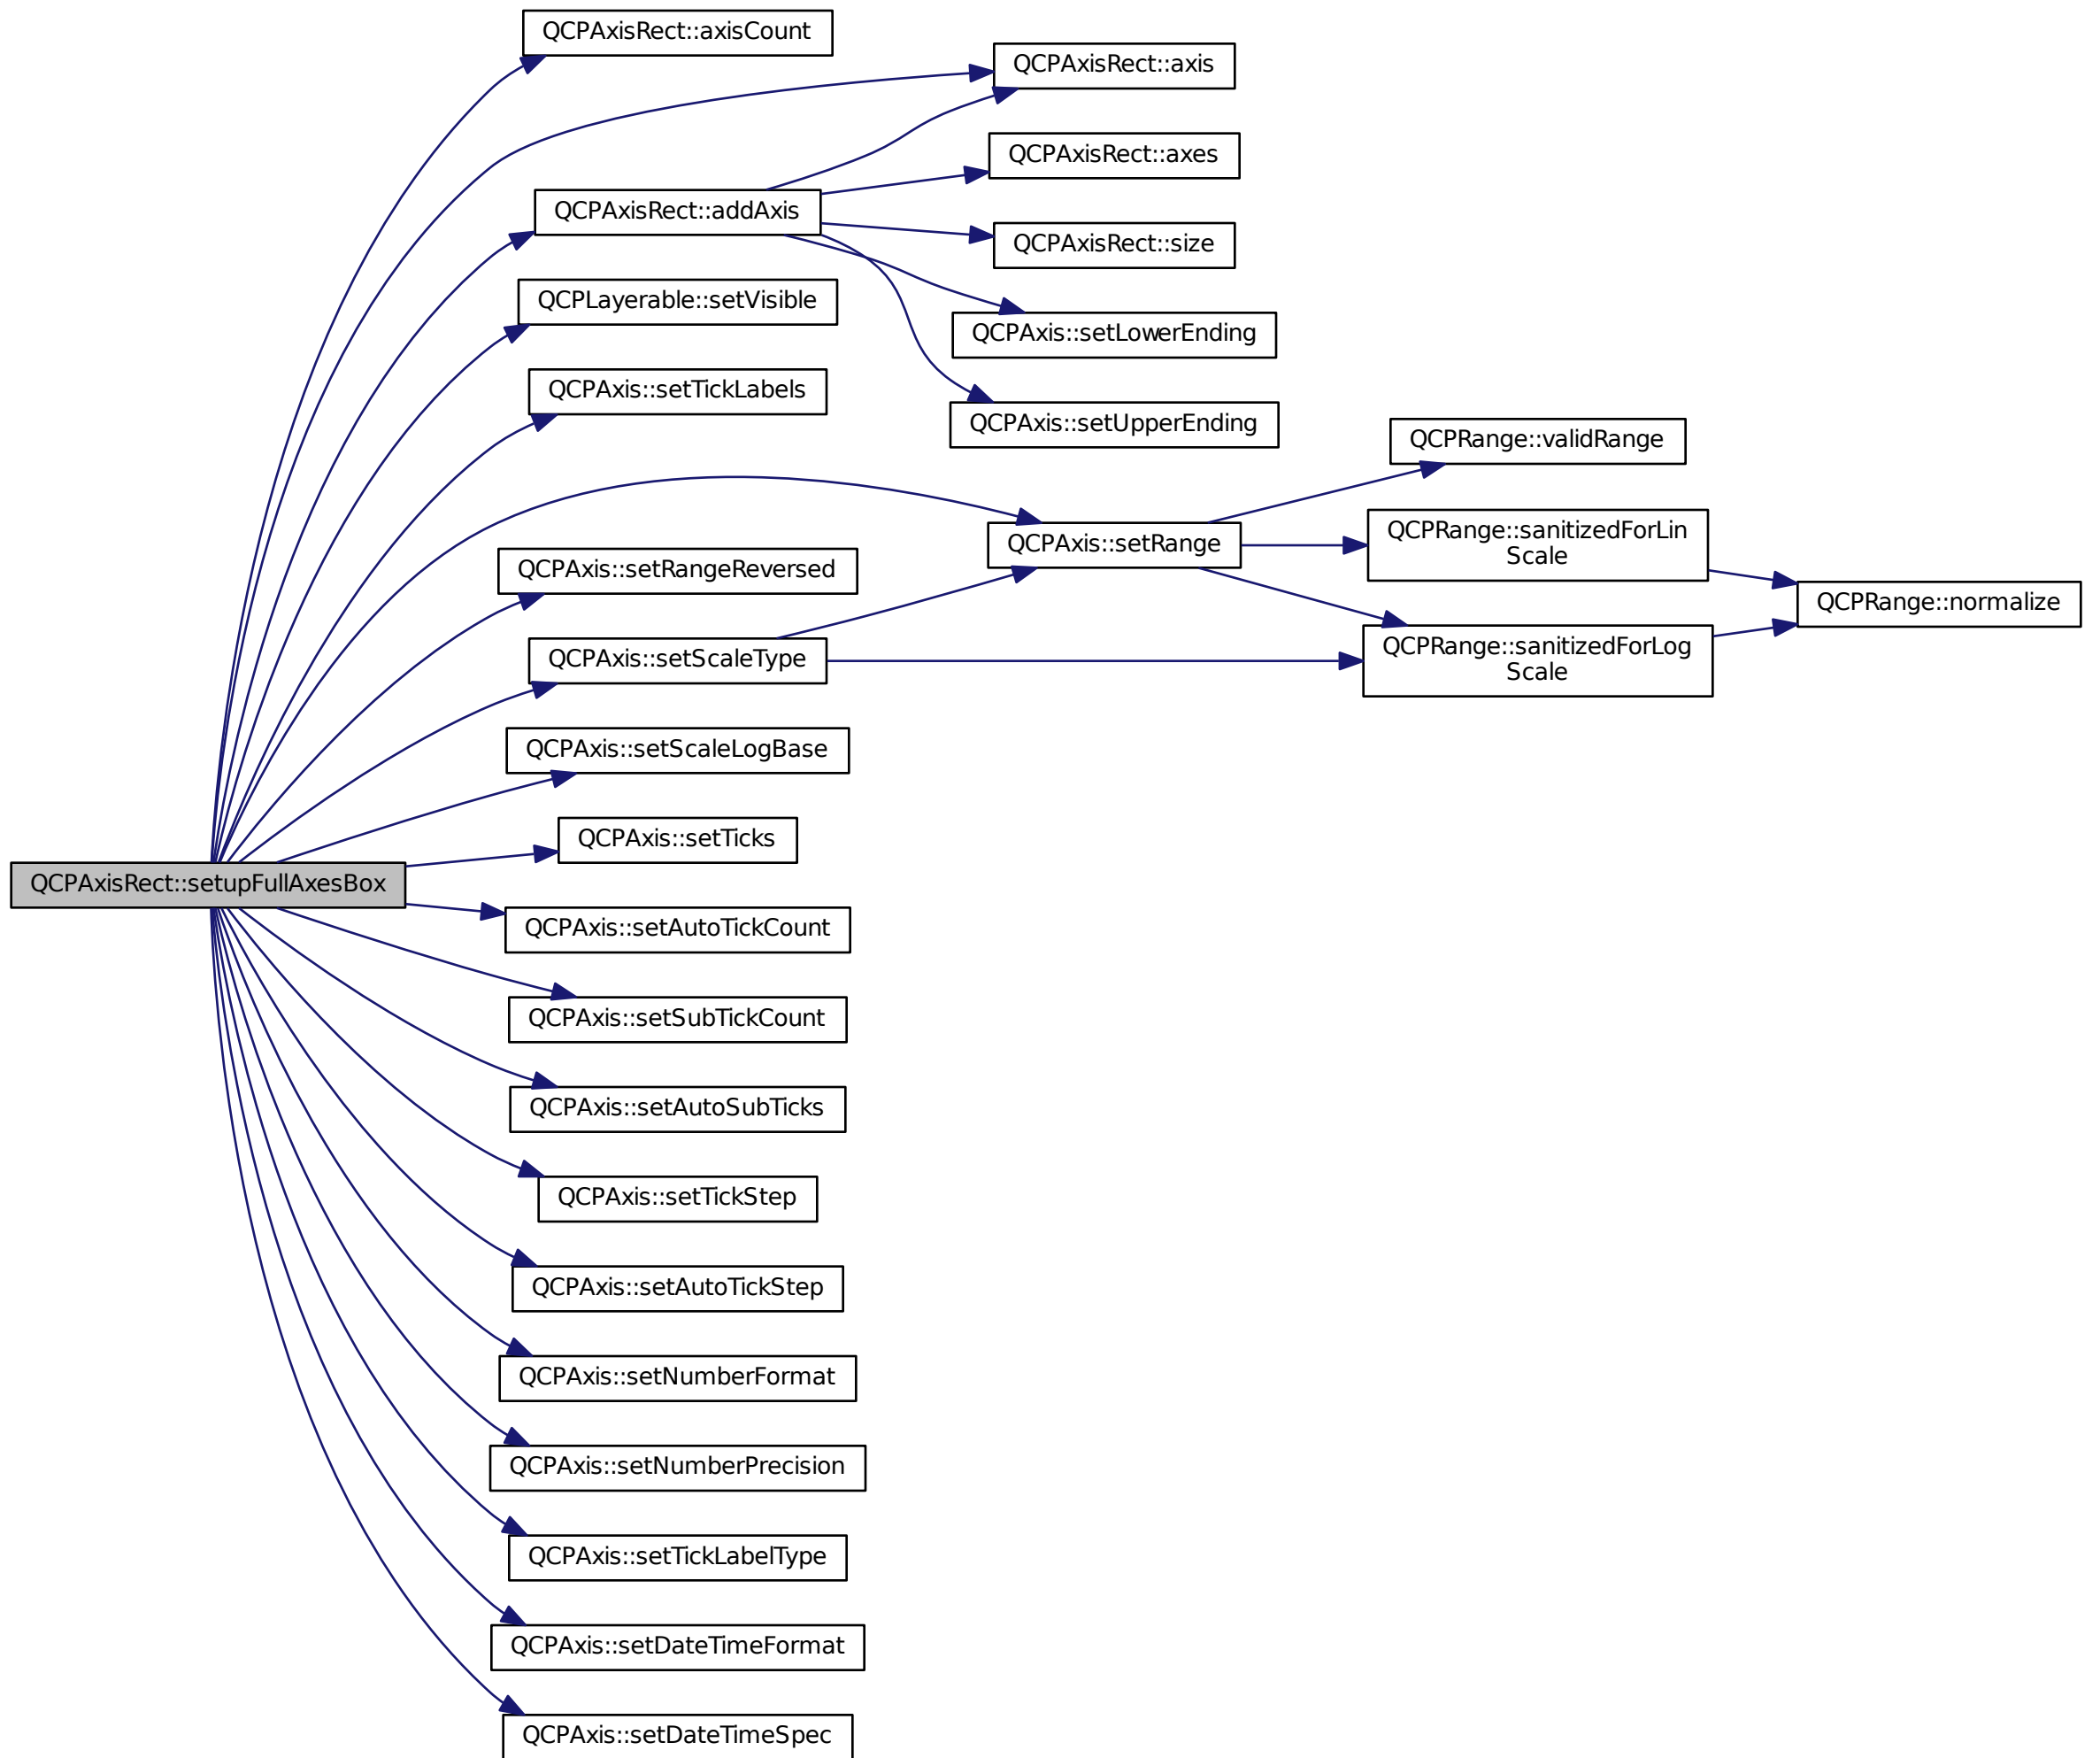 QCPAxisRect::axisCount
QCPAxisRect::axis
QCPAxisRect::axes
QCPAxisRect::addAxis
QCPAxisRect::size
QCPLayerable::setVisible
QCPAxis::setLowerEnding
QCPAxis::setTickLabels
QCPAxis::setUpperEnding
QCPRange::validRange
QCPAxis::setRange
QCPRange::sanitizedForLin
Scale
QCPAxis::setRangeReversed
QCPRange::normalize
QCPAxis::setScaleType
QCPRange::sanitizedForLog
Scale
QCPAxis::setScaleLogBase
QCPAxis::setTicks
QCPAxisRect::setupFullAxesBox
QCPAxis::setAutoTickCount
QCPAxis::setSubTickCount
QCPAxis::setAutoSubTicks
QCPAxis::setTickStep
QCPAxis::setAutoTickStep
QCPAxis::setNumberFormat
QCPAxis::setNumberPrecision
QCPAxis::setTickLabelType
QCPAxis::setDateTimeFormat
QCPAxis::setDateTimeSpec